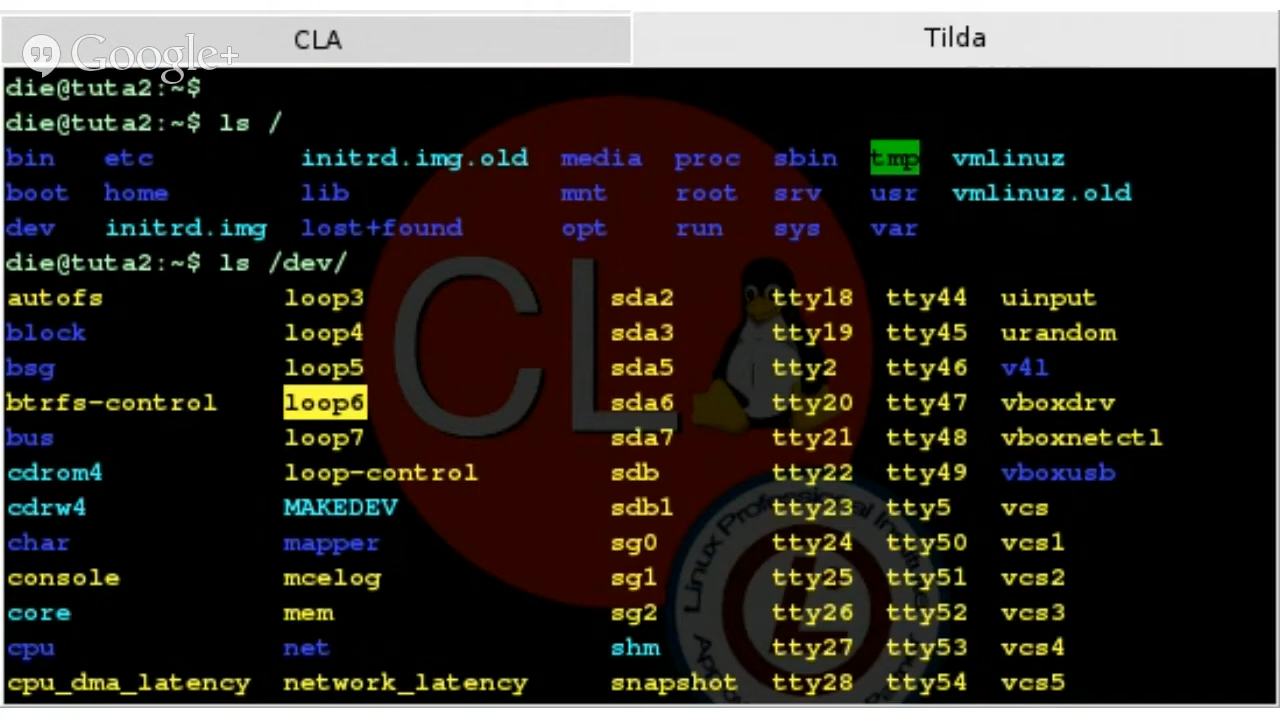 CLA Tilda
Google+
die@tuta2:~$
die@tuta2:~$ ls /
bin etc initrd.img.old media proc sbin tmp vmlinuz
boot home lib mnt root srv usr vmlinuz.old
dev initrd.img lost+found opt run sys var
die@tuta2:~$ ls /dev/
autofs loop3 sda2 tty18 tty44 uinput
block loop4 sda3 tty19 tty45 urandom
bsg loop5 sda5 tty2 tty46 v4l
btrfs-control loop6 sda6 tty20 tty47 vboxdrv
bus loop7 sda7 tty21 tty48 vboxnetctl
cdrom4 loop-control sdb tty22 tty49 vboxusb
cdrw4 MAKEDEV sdb1 tty23 tty5 vcs
char mapper sg0 tty24 tty50 vcs1
console mcelog sg1 tty25 tty51 vcs2
core mem sg2 tty26 tty52 vcs3
cpu net shm tty27 tty53 vcs4
cpu_dma_latency network_latency snapshot tty28 tty54 vcs5
CL
Linux Professional